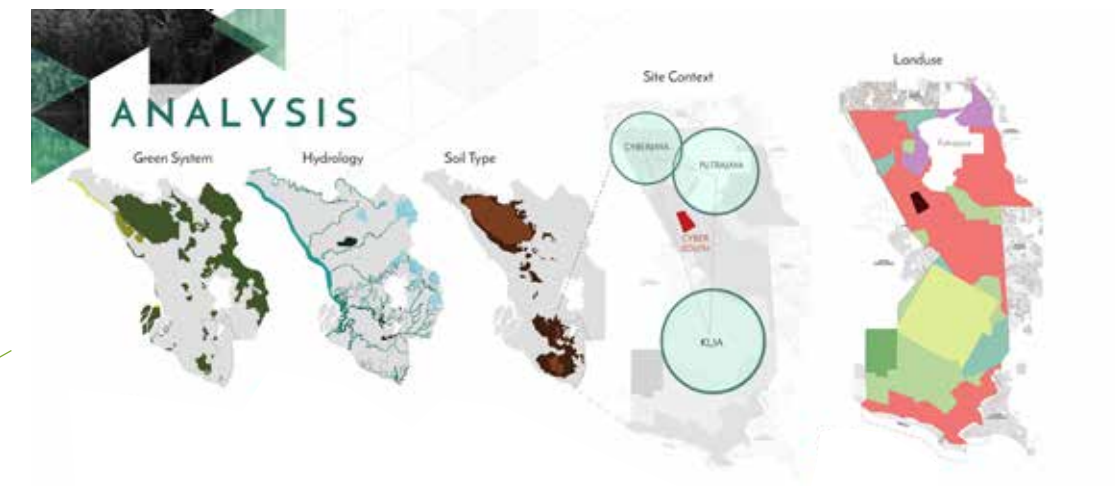 ANALYSIS
Green System
Hydrology
Soil Type
Site Context
Landuse
CYBERJAYA
PUTRAJAYA
CYBER
SOUTH
KLIA
Putrajaya